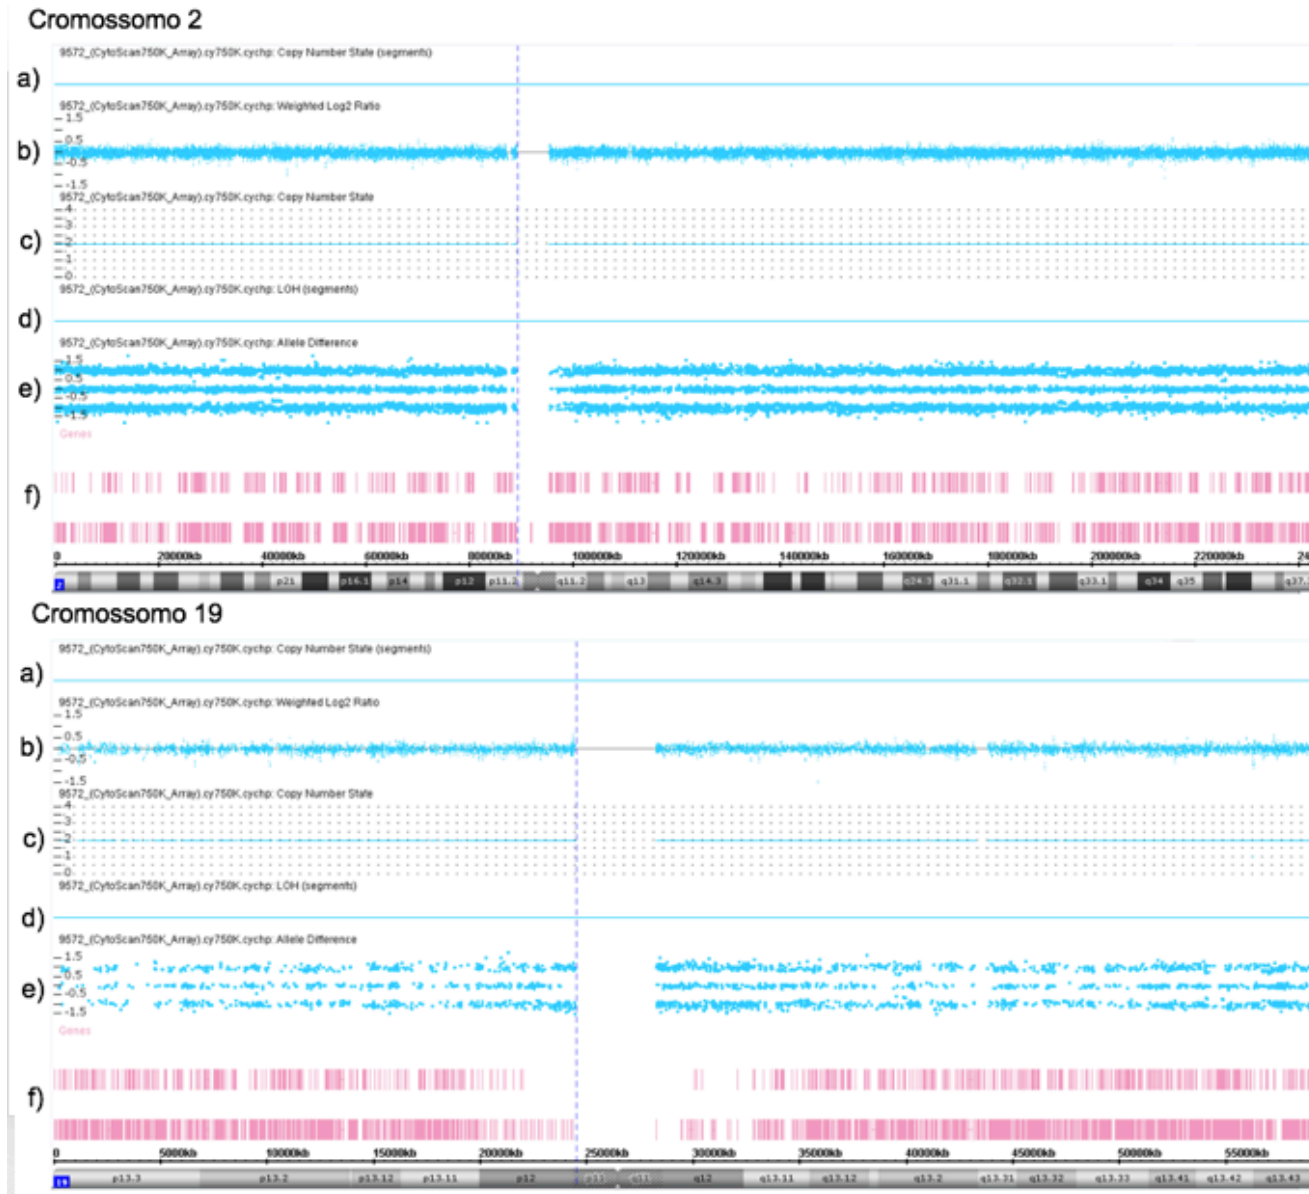 Cromossomo 2
9572_(CytoScan750K_Array).cy750K.cychp: Copy Number State (segments)
a)
9572_(CytoScan750K_Array).cy750K.cychp: Weighted Log2 Ratio
1.5
0.5
b)
-0.5
-1.5
9572_(CytoScan750K_Array).cy750K.cychp: Copy Number State
4
3
c)
2
1
0
9572_(CytoScan750K_Array).cy750K.cychp: LOH (segments)
d)
9572_(CytoScan750K_Array).cy750K.cychp: Allele Difference
1.5
0.5
e)
-0.5
-1.5
Genes
f)
0 20000kb 40000kb 60000kb 80000kb 100000kb 120000kb 140000kb 160000kb 180000kb 200000kb 220000kb
2 p21 p16.1 p14 p12 p11.2 q11.2 q13 q14.3 q24.3 q31.1 q32.1 q33.1 q34 q35
Cromossomo 19
9572_(CytoScan750K_Array).cy750K.cychp: Copy Number State (segments)
a)
9572_(CytoScan750K_Array).cy750K.cychp: Weighted Log2 Ratio
1.5
0.5
b)
-0.5
-1.5
9572_(CytoScan750K_Array).cy750K.cychp: Copy Number State
4
3
c)
2
1
0
9572_(CytoScan750K_Array).cy750K.cychp: LOH (segments)
d)
9572_(CytoScan750K_Array).cy750K.cychp: Allele Difference
1.5
0.5
e)
-0.5
-1.5
Genes
f)
0 5000kb 10000kb 15000kb 20000kb 25000kb 30000kb 35000kb 40000kb 45000kb 50000kb 55000kb
19 p13.3 p13.2 p13.12 p13.11 p12 p11 q11 q12 q13.11 q13.12 q13.2 q13.31 q13.32 q13.33 q13.41 q13.42 q13.43